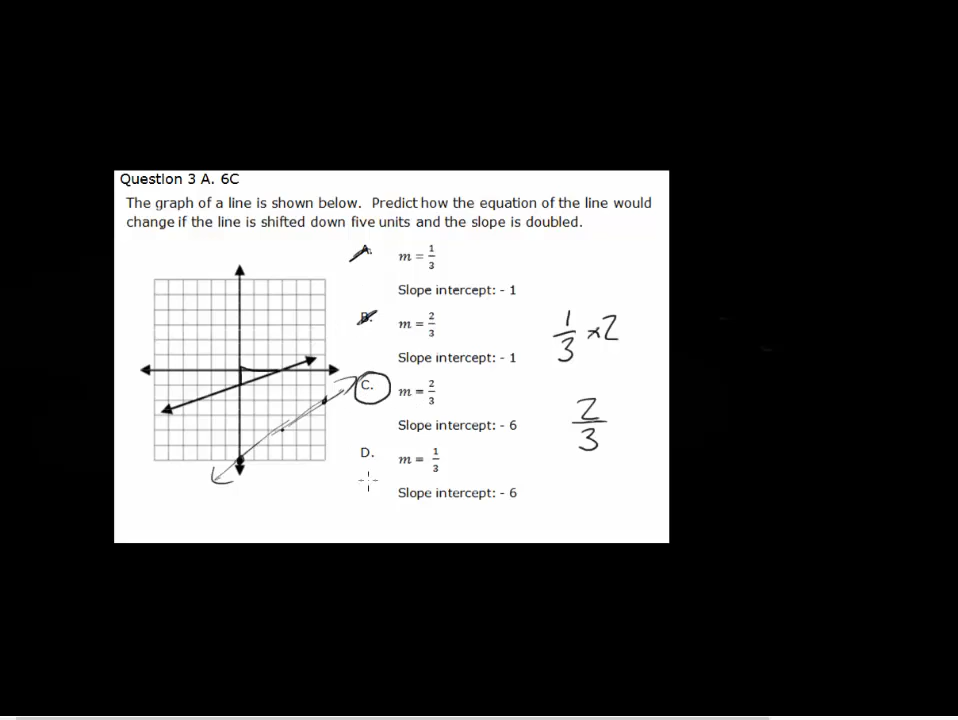 Question 3 A. 6C
The graph of a line is shown below. Predict how the equation of the line would
change if the line is shifted down five units and the slope is doubled.
A. m = 1/3
Slope intercept: - 1
B. m = 2/3
Slope intercept: - 1
C. m = 2/3
Slope intercept: - 6
D. m = 1/3
Slope intercept: - 6
1/3 x2
2/3